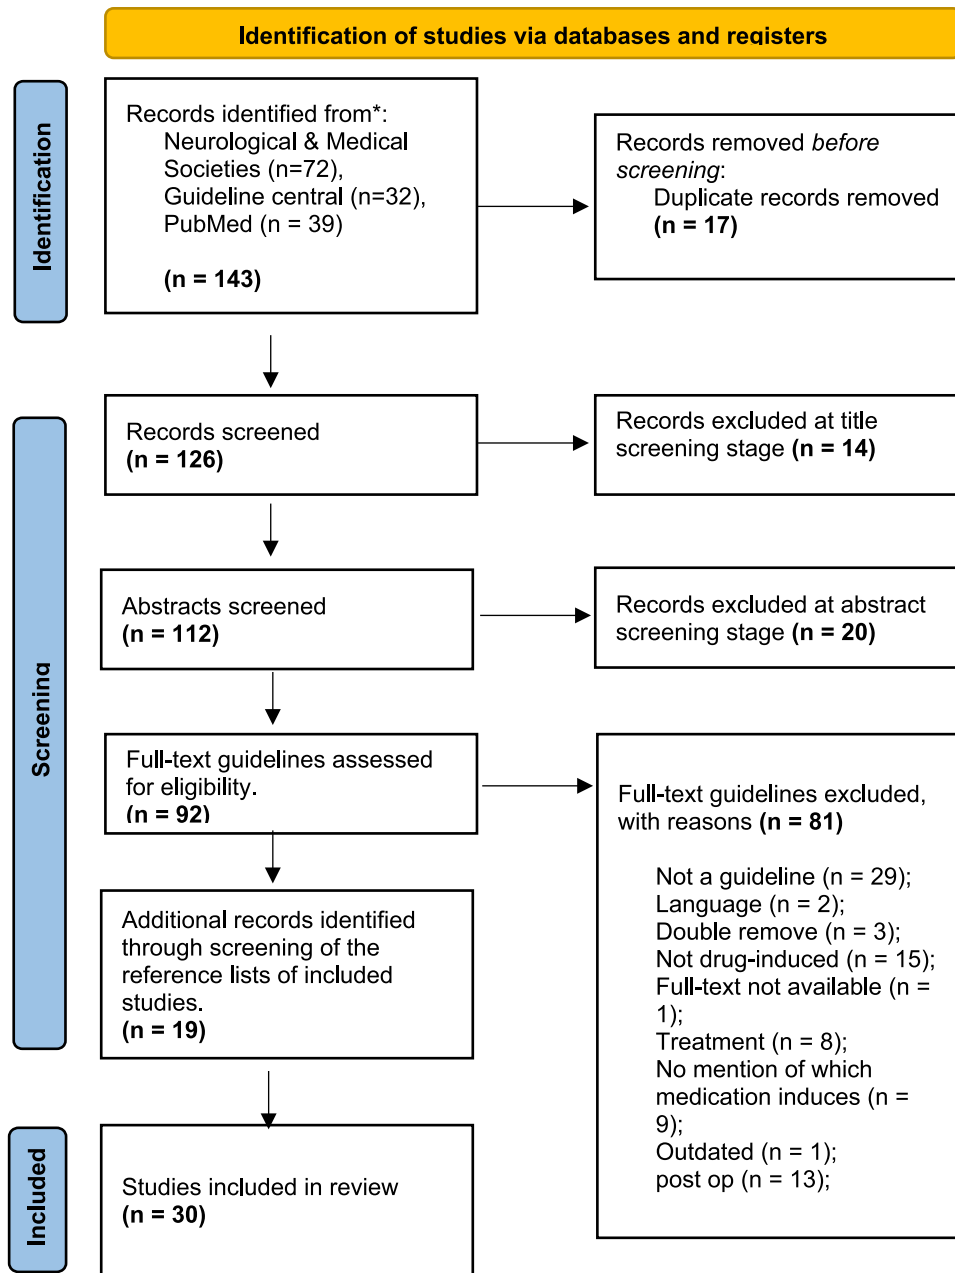 Identification of studies via databases and registers
Identification
Records identified from*:
Neurological & Medical
Societies (n=72),
Guideline central (n=32),
PubMed (n = 39)
(n = 143)
Records removed before
screening:
Duplicate records removed
(n = 17)
Screening
Records screened
(n = 126)
Records excluded at title
screening stage (n = 14)
Abstracts screened
(n = 112)
Records excluded at abstract
screening stage (n = 20)
Full-text guidelines assessed
for eligibility.
(n = 92)
Full-text guidelines excluded,
with reasons (n = 81)
Not a guideline (n = 29);
Language (n = 2);
Double remove (n = 3);
Not drug-induced (n = 15);
Full-text not available (n =
1);
Treatment (n = 8);
No mention of which
medication induces (n =
9);
Outdated (n = 1);
post op (n = 13);
Additional records identified
through screening of the
reference lists of included
studies.
(n = 19)
Included
Studies included in review
(n = 30)